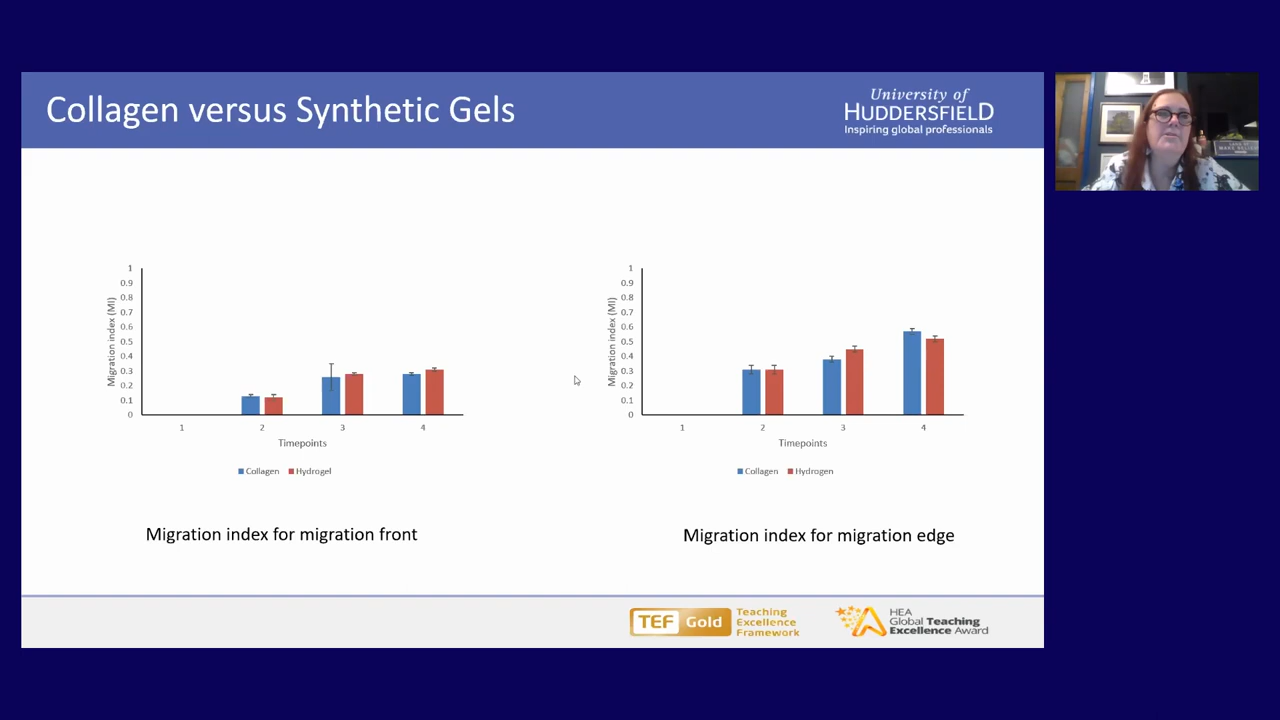 Collagen versus Synthetic Gels
University of
HUDDERSFIELD
Inspiring global professionals
Migration index (MI)
1
0.9
0.8
0.7
0.6
0.5
0.4
0.3
0.2
0.1
0
1 2 3 4
Timepoints
Collagen Hydrogel
Migration index for migration front
Migration index (MI)
1
0.9
0.8
0.7
0.6
0.5
0.4
0.3
0.2
0.1
0
1 2 3 4
Timepoints
Collagen Hydrogen
Migration index for migration edge
TEF Gold
Teaching
Excellence
Framework
HEA
Global Teaching
Excellence Award